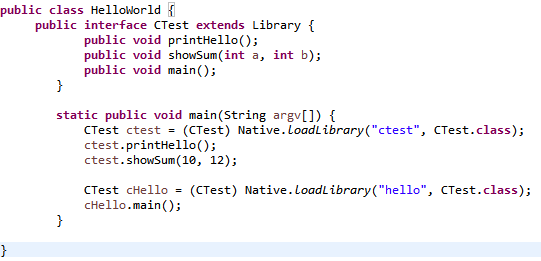 public class HelloWorld {
public interface CTest extends Library {
public void printHello();
public void showSum(int a, int b);
public void main();
}
static public void main(String argv[]) {
CTest ctest = (CTest) Native.loadLibrary("ctest", CTest.class);
ctest.printHello();
ctest.showSum(10, 12);
CTest cHello = (CTest) Native.loadLibrary("hello", CTest.class);
cHello.main();
}
}